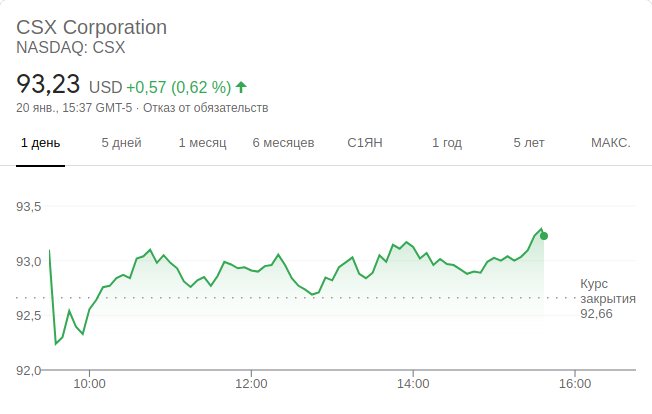 CSX Corporation
NASDAQ: CSX
93,23 USD +0,57 (0,62 %)
20 янв., 15:37 GMT-5 · Отказ от обязательств
1 день 5 дней 1 месяц 6 месяцев С1ЯН 1 год 5 лет МАКС.
93,5
93,0
Курс
закрытия
92,66
92,5
92,0
10:00 12:00 14:00 16:00